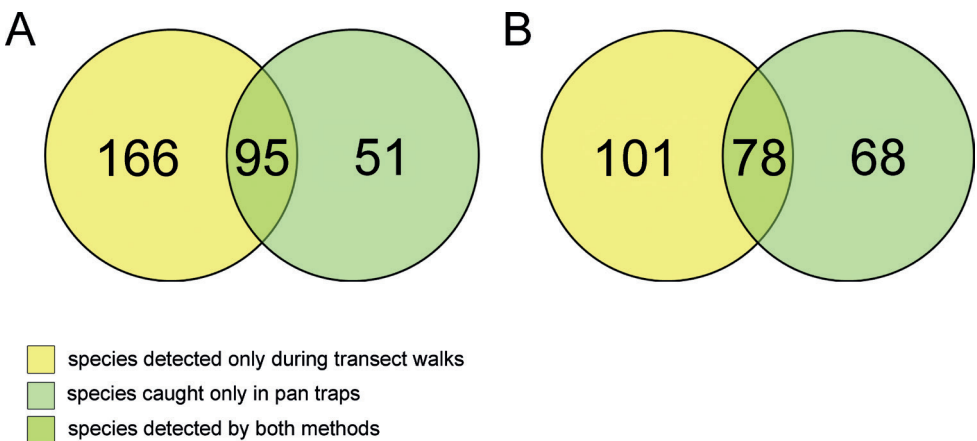 A
B
166
95
51
101
78
68
species detected only during transect walks
species caught only in pan traps
species detected by both methods